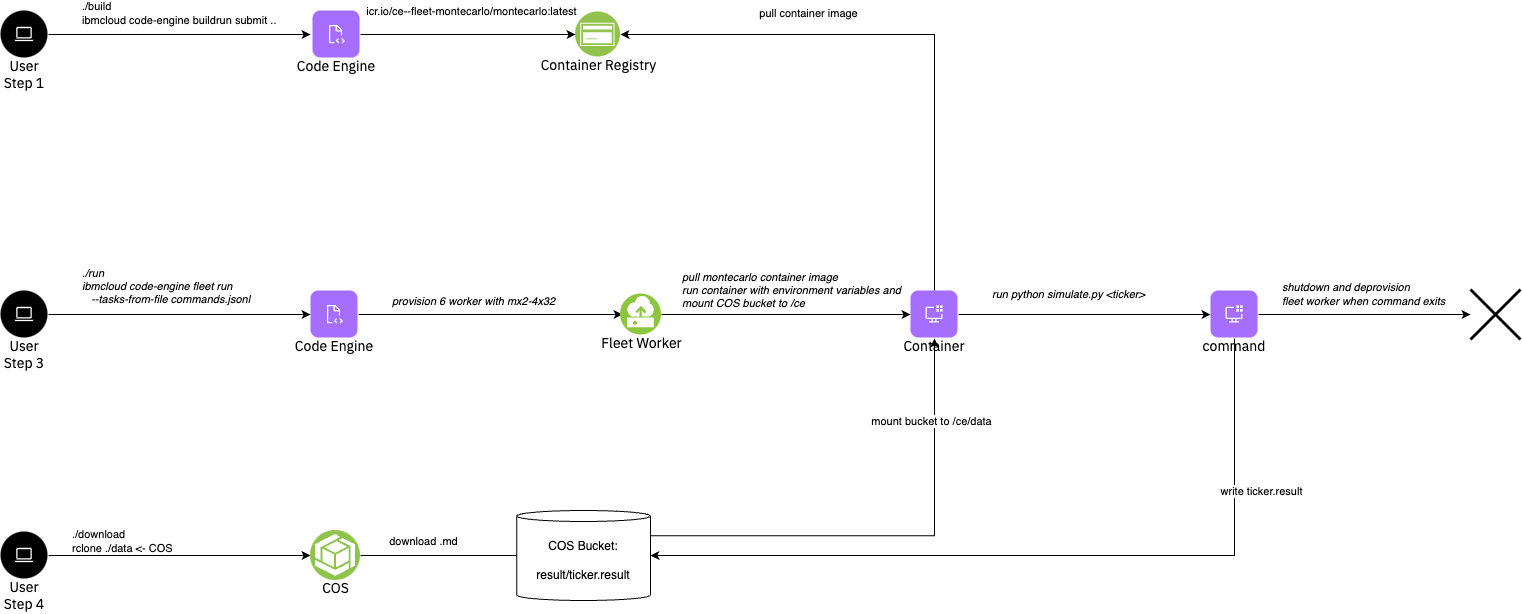 ./build
ibmcloud code-engine buildrun submit ..
icr.io/ce--fleet-montecarlo/montecarlo:latest
pull container image
User
Step 1
Code Engine
Container Registry
./run
ibmcloud code-engine fleet run
--tasks-from-file commands.jsonl
provision 6 worker with mx2-4x32
pull montecarlo container image
run container with environment variables and
mount COS bucket to /ce
run python simulate.py <ticker>
shutdown and deprovision
fleet worker when command exits
User
Step 3
Code Engine
Fleet Worker
Container
command
mount bucket to /ce/data
write ticker.result
./download
rclone ./data <- COS
download .md
COS Bucket:
result/ticker.result
User
Step 4
COS